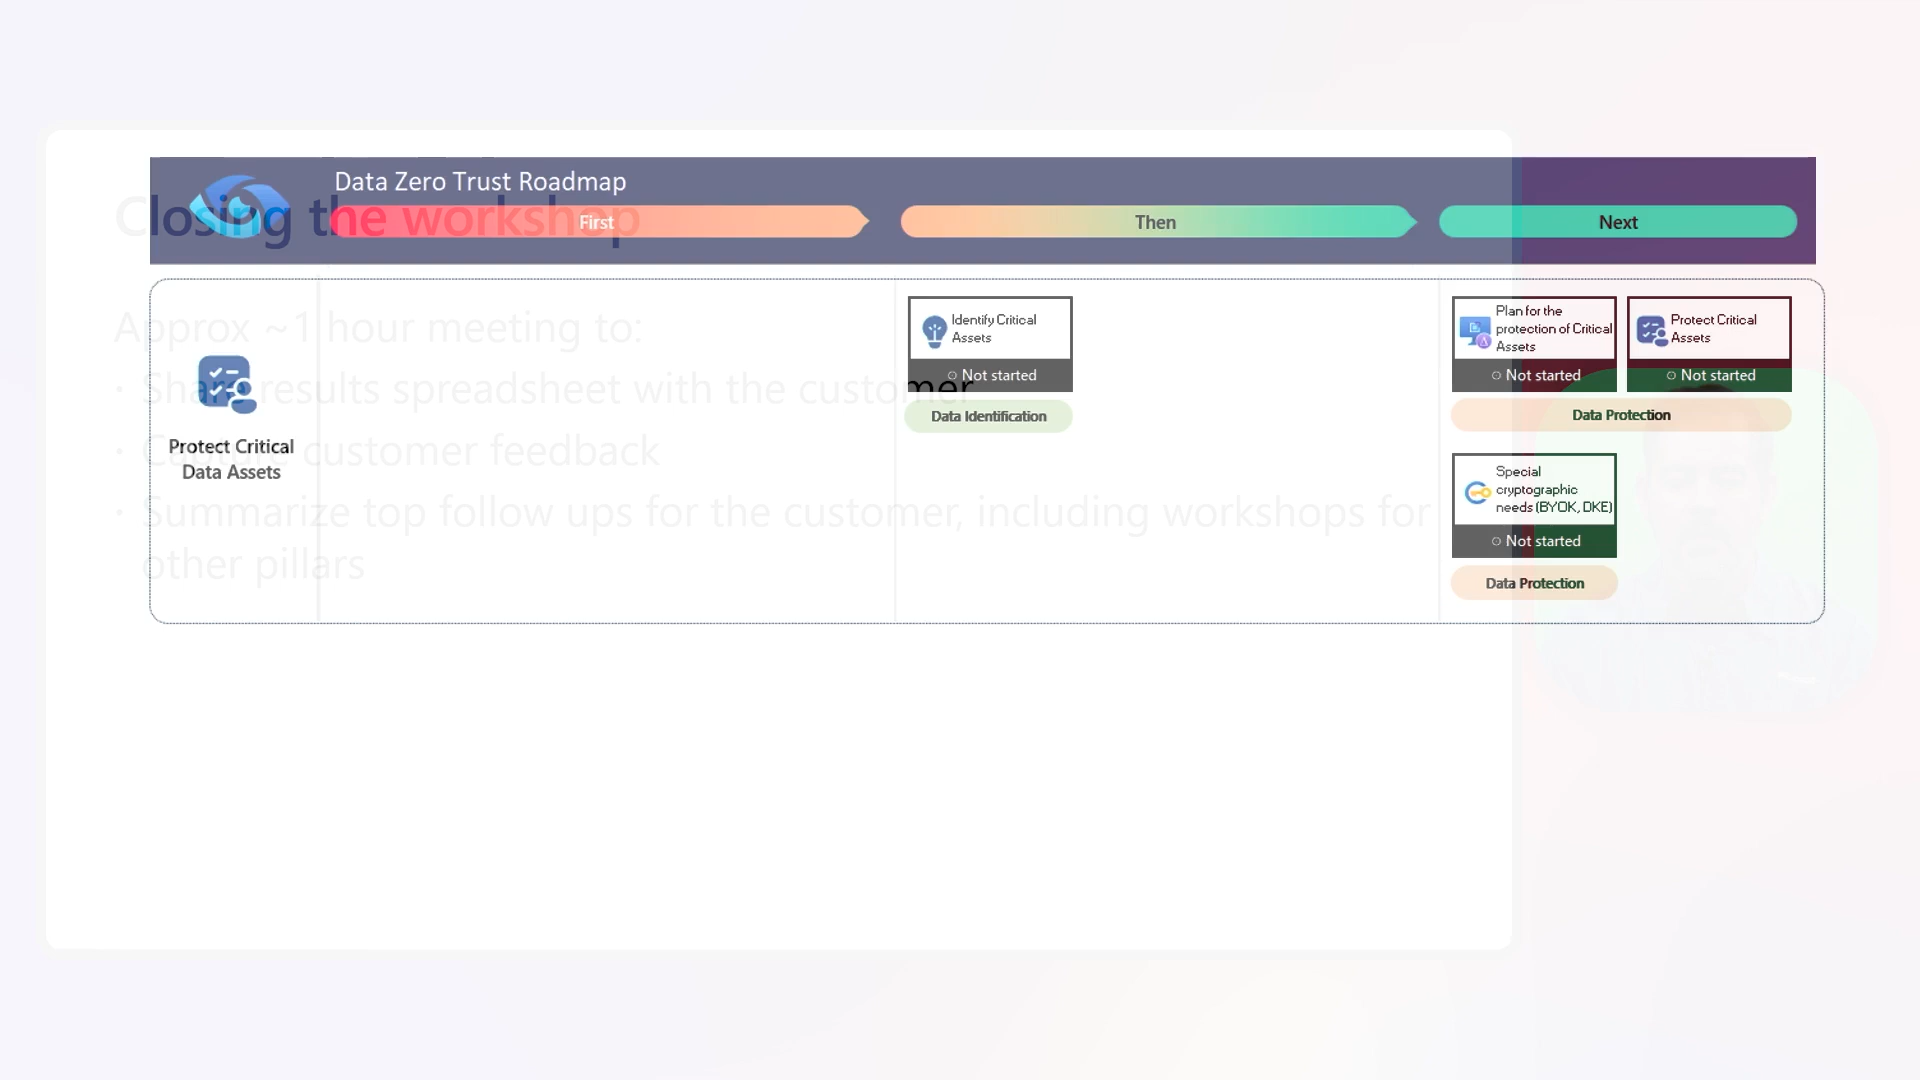 Data Zero Trust Roadmap
First
Then
Next
Closing the workshop
Approx ~1 hour meeting to:
· Share results spreadsheet with the customer
· Capture customer feedback
· Summarize top follow ups for the customer, including workshops for
other pillars
Protect Critical
Data Assets
Identify Critical
Assets
Not started
Data Identification
Plan for the
protection of Critical
Assets
Not started
Protect Critical
Assets
Not started
Data Protection
Special
cryptographic
needs (BYOK, DKE)
Not started
Data Protection